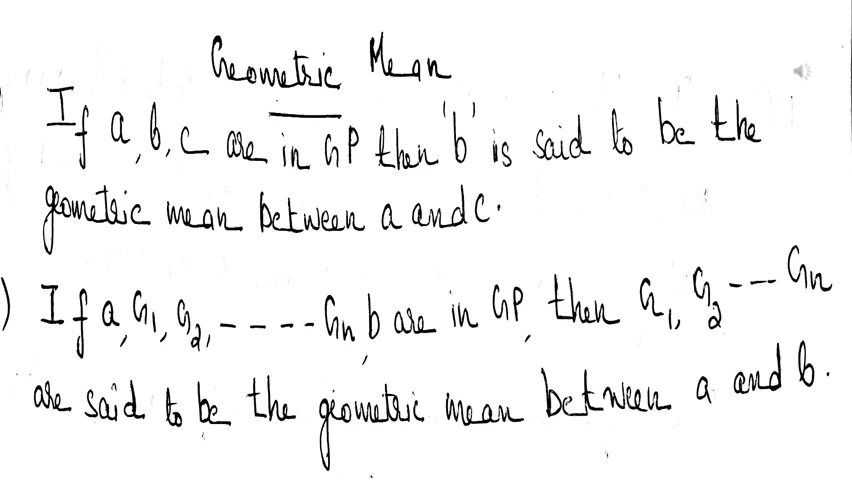 Geometric Mean
If a, b, c are in GP then 'b' is said to be the
geometric mean between a and c.
) If a, G1, G2, ---- Gn, b are in GP, then G1, G2 --- Gn
are said to be the geometric mean between a and b.